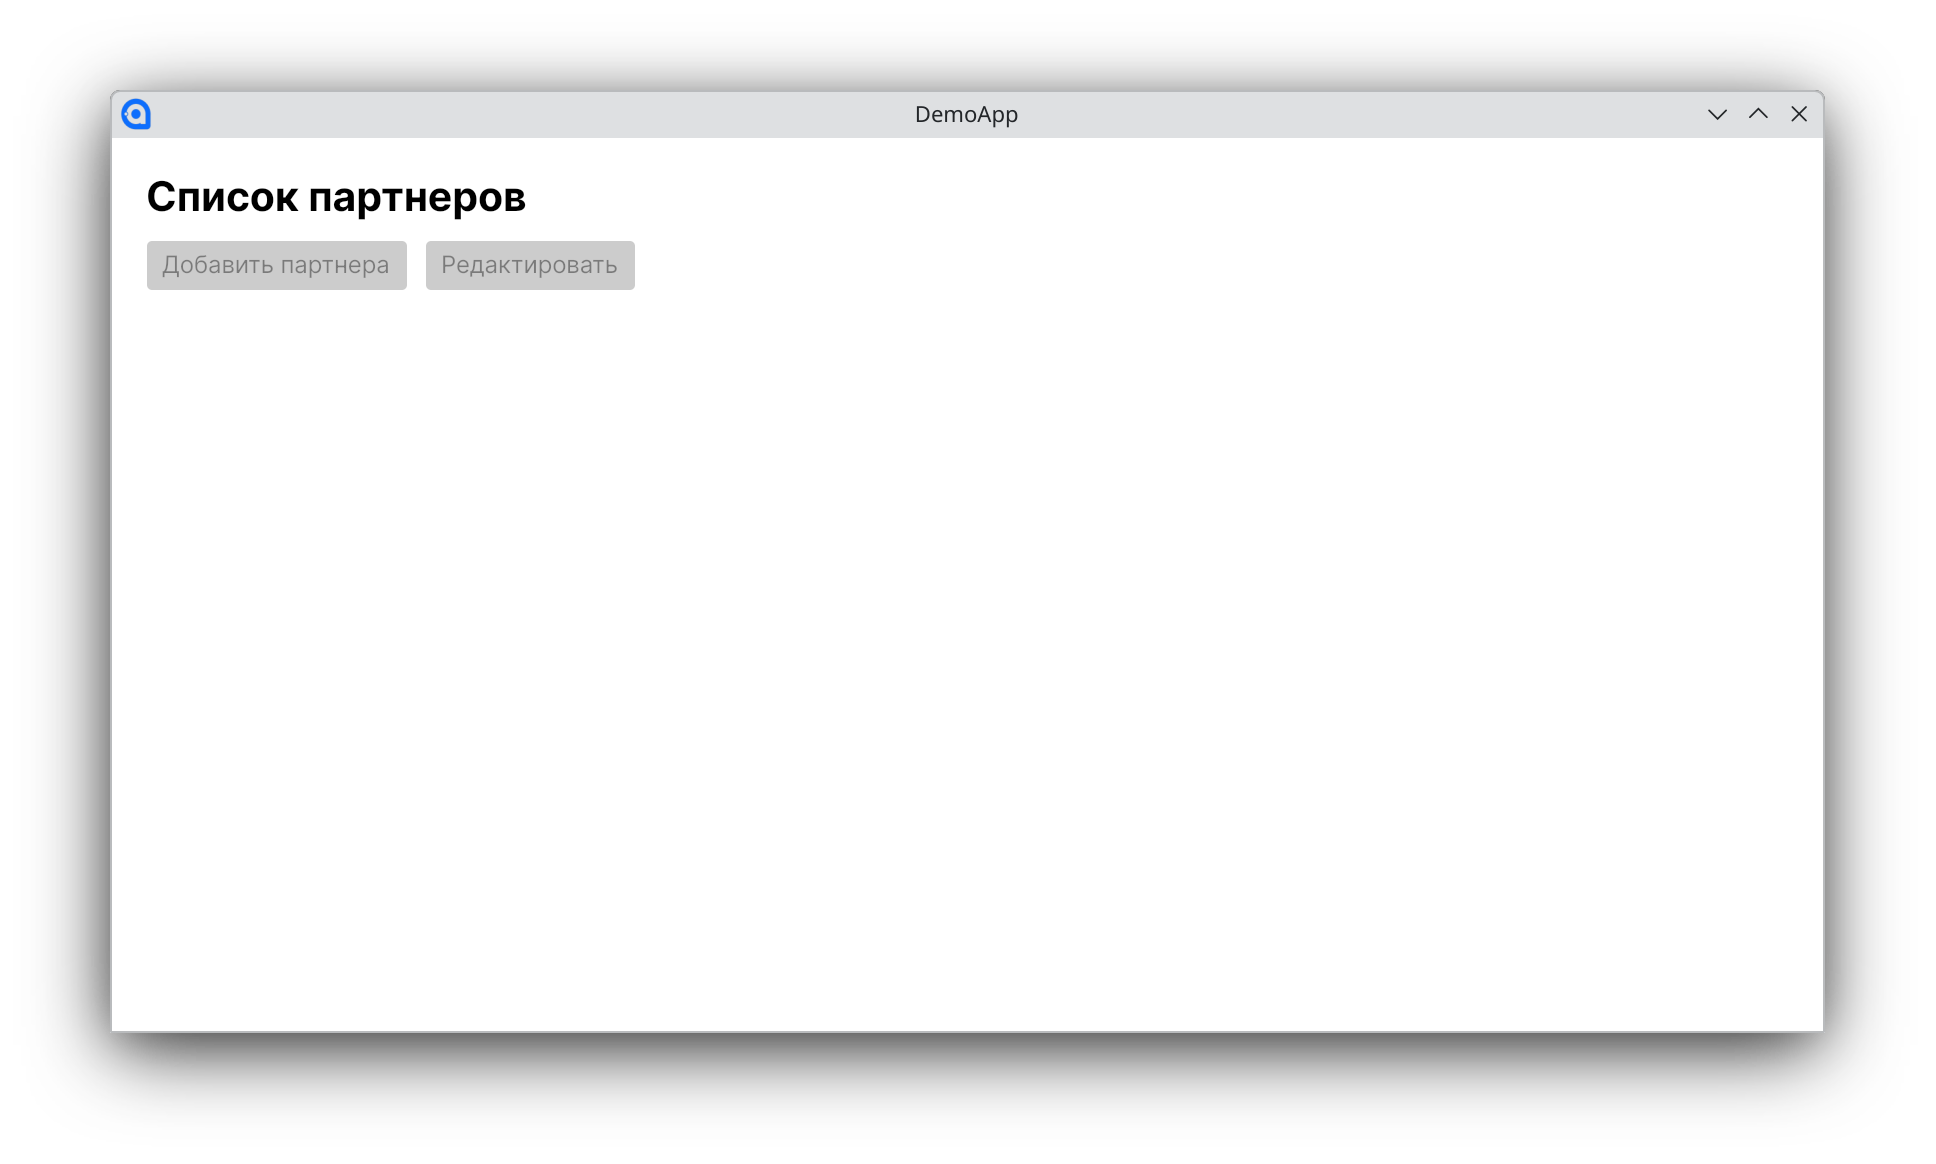 DemoApp
Список партнеров
Добавить партнера
Редактировать